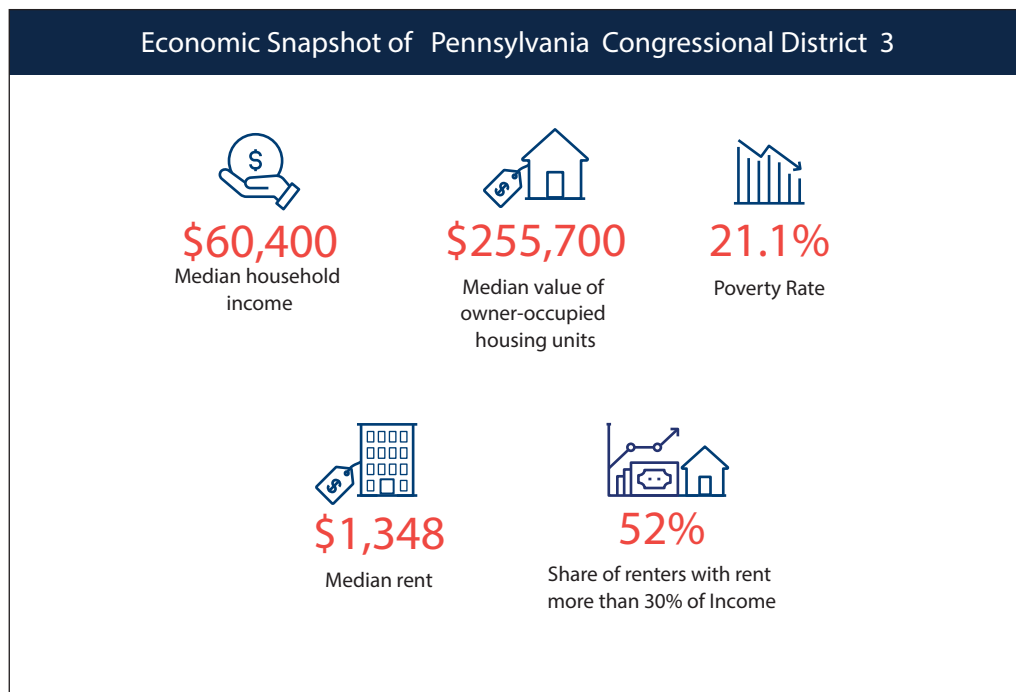 Economic Snapshot of Pennsylvania Congressional District 3
$
$
$60,400
Median household
income
$255,700
Median value of
owner-occupied
housing units
21.1%
Poverty Rate
$
$1,348
Median rent
52%
Share of renters with rent
more than 30% of Income